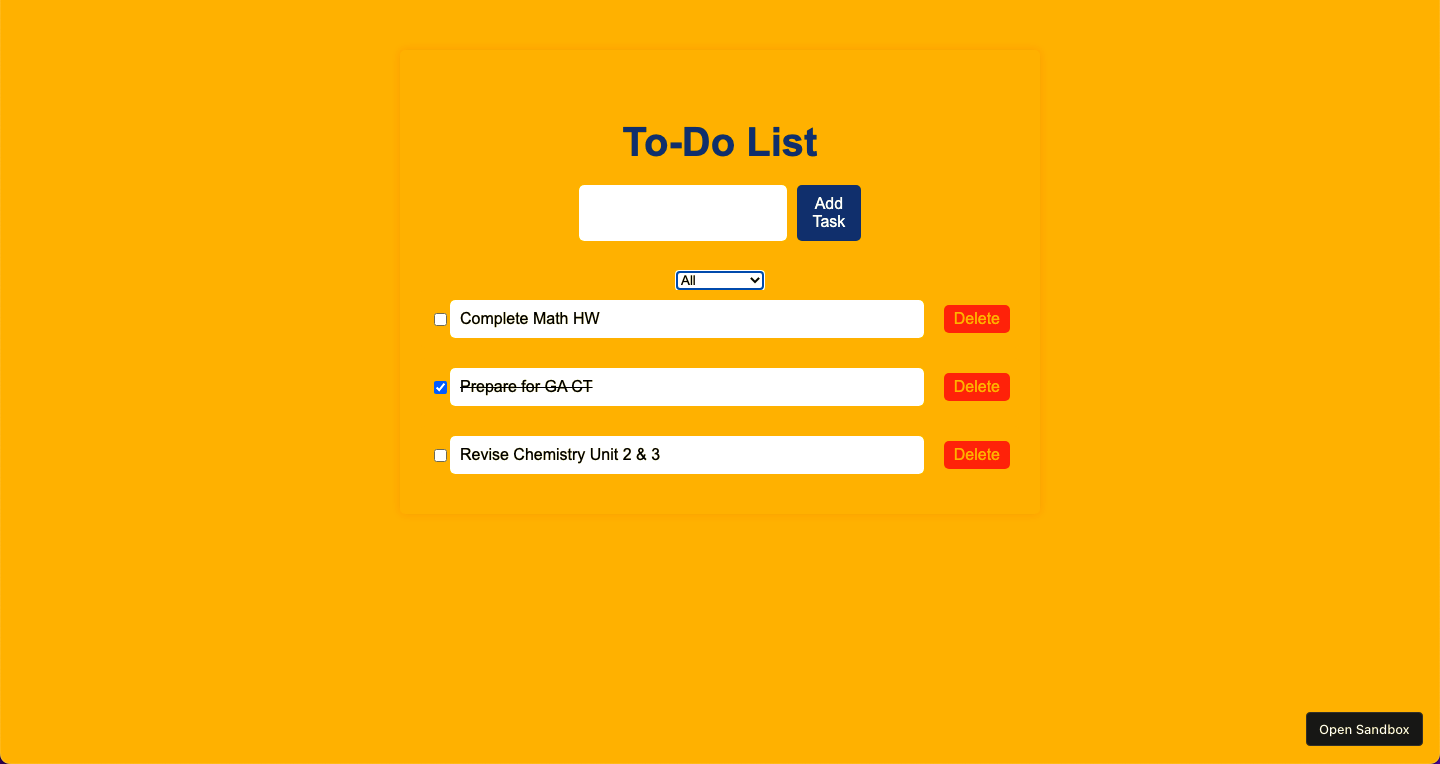 To-Do List
Add
Task
All
Complete Math HW
Delete
Prepare for GA CT
Delete
Revise Chemistry Unit 2 & 3
Delete
Open Sandbox